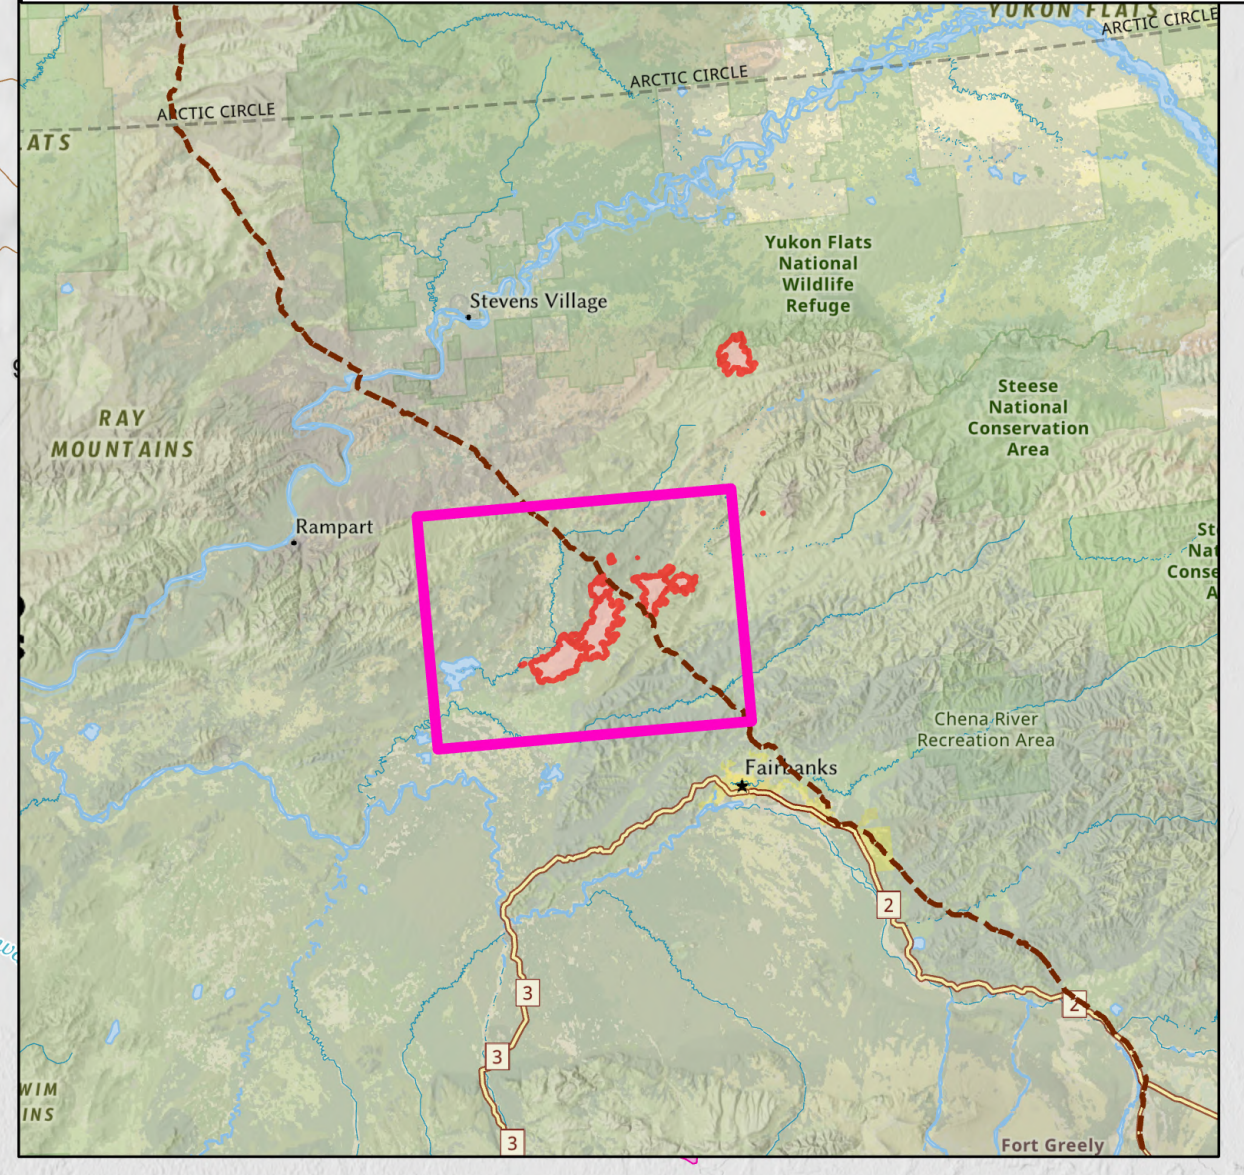 YUKON FLATS
ARCTIC CIRCLE
ARCTIC CIRCLE
ARCTIC CIRCLE
ATS
Yukon Flats
National
Wildlife
Refuge
Stevens Village
Steese
National
Conservation
Area
RAY
MOUNTAINS
Rampart
St
Nat
Conse
A
Chena River
Recreation Area
Fairbanks
2
3
2
3
WIM
INS
3
Fort Greely